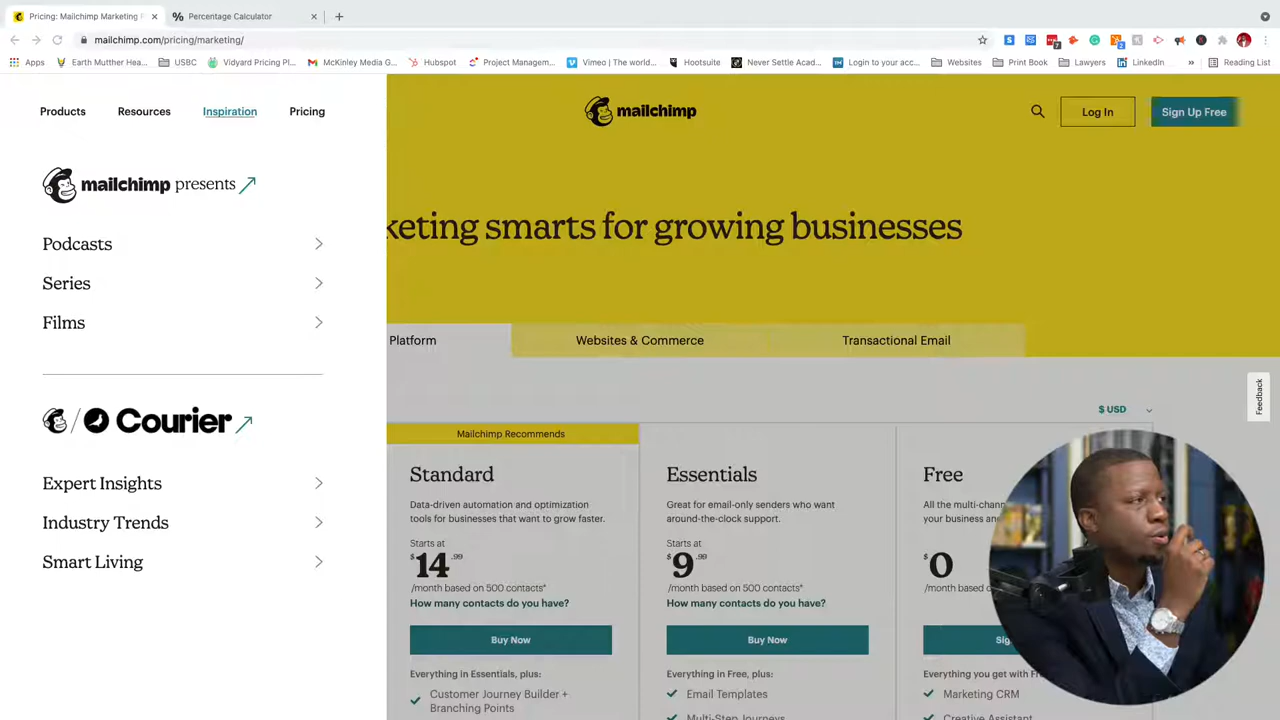 Pricing: Mailchimp Marketing P
Percentage Calculator
mailchimp.com/pricing/marketing/
7
2
Apps
Earth Mutther Hea...
USBC
Vidyard Pricing Pl...
McKinley Media G...
Hubspot
Project Managem...
Vimeo | The world...
Hootsuite
Never Settle Acad...
Login to your acc...
Websites
Print Book
Lawyers
LinkedIn
»
Reading List
Products
Resources
Inspiration
Pricing
mailchimp
Log In
Sign Up Free
mailchimp presents
Podcasts
Series
Films
/ Courier
Expert Insights
Industry Trends
Smart Living
keting smarts for growing businesses
Platform
Websites & Commerce
Transactional Email
$ USD
Feedback
Mailchimp Recommends
Standard
Data-driven automation and optimization
tools for businesses that want to grow faster.
Starts at
$14.99
/month based on 500 contacts*
How many contacts do you have?
Buy Now
Everything in Essentials, plus:
Customer Journey Builder +
Branching Points
Essentials
Great for email-only senders who want
around-the-clock support.
Starts at
$9.99
/month based on 500 contacts*
How many contacts do you have?
Buy Now
Everything in Free, plus:
Email Templates
Multi-Step Journeys
Free
All the multi-chann
your business an
$0
Sig
Everything you get with Fr
Marketing CRM
Creative Assistant